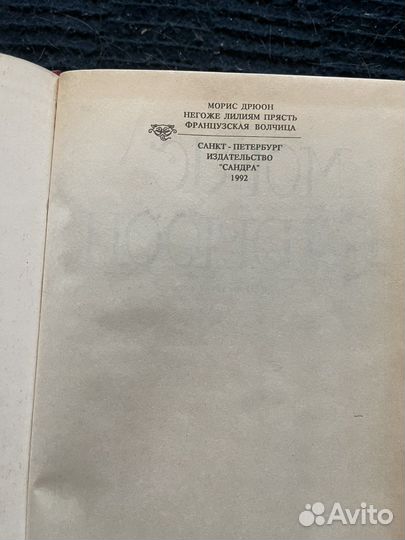 МОРИС ДРЮОН
НЕГОЖЕ ЛИЛИЯМ ПРЯСТЬ
ФРАНЦУЗСКАЯ ВОЛЧИЦА
САНКТ - ПЕТЕРБУРГ
ИЗДАТЕЛЬСТВО
"САНДРА"
1992
Avito